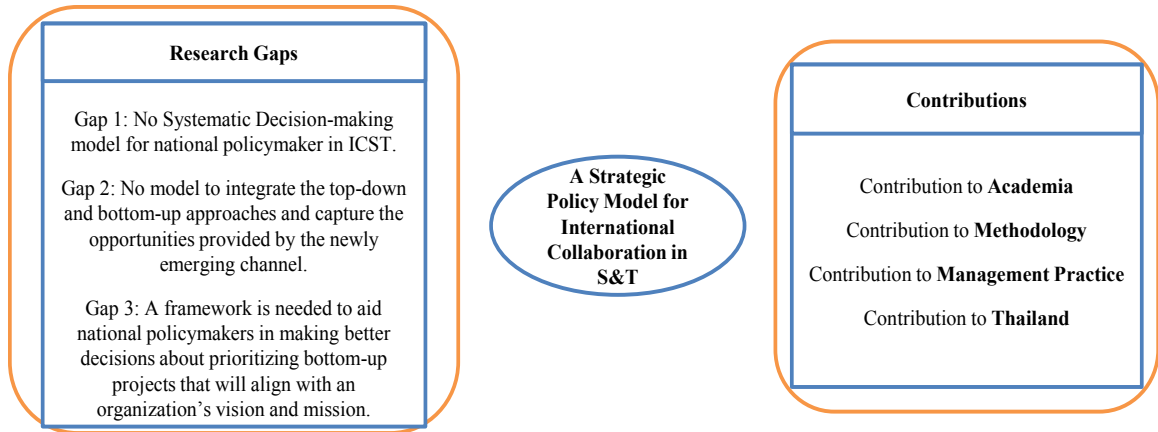 Research Gaps
Gap 1: No Systematic Decision-making
model for national policymaker in ICST.
Gap 2: No model to integrate the top-down
and bottom-up approaches and capture the
opportunities provided by the newly
emerging channel.
Gap 3: A framework is needed to aid
national policymakers in making better
decisions about prioritizing bottom-up
projects that will align with an
organization’s vision and mission.
A Strategic
Policy Model for
International
Collaboration in
S&T
Contributions
Contribution to Academia
Contribution to Methodology
Contribution to Management Practice
Contribution to Thailand